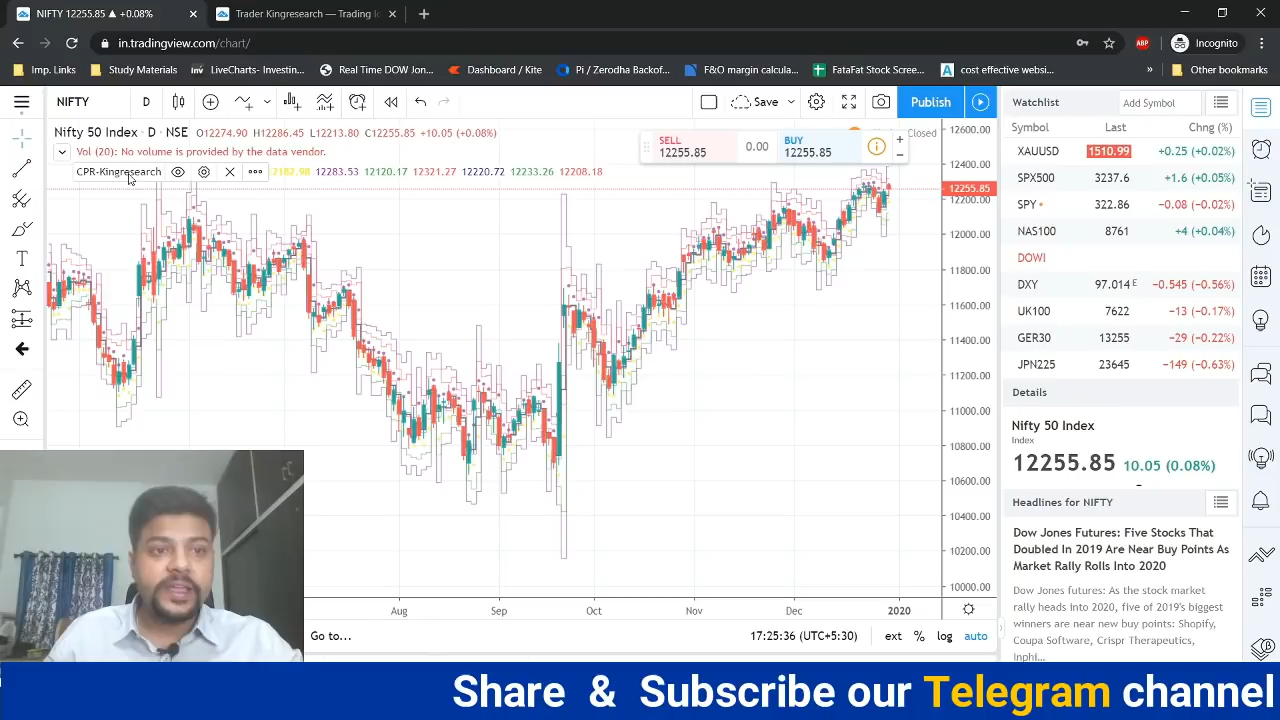 NIFTY 12255.85 ▲ +0.08%
Trader Kingresearch — Trading I
in.tradingview.com/chart/
ABP
Incognito
Imp. Links
Study Materials
LiveCharts- Investin...
Real Time DOW Jon...
Dashboard / Kite
Pi / Zerodha Backof...
F&O margin calcula...
FataFat Stock Scree...
cost effective websi...
»
Other bookmarks
NIFTY
D
Save
Publish
Nifty 50 Index · D · NSE O12274.90 H12286.45 L12213.80 C12255.85 +10.05 (+0.08%)
Vol (20): No volume is provided by the data vendor.
CPR-Kingresearch
2182.98 12283.53 12120.17 12321.27 12220.72 12233.26 12208.18
SELL
12255.85
0.00
BUY
12255.85
Closed
12600.00
12400.00
12255.85
12200.00
12000.00
11800.00
11600.00
11400.00
11200.00
11000.00
10800.00
10600.00
10400.00
10200.00
10000.00
Aug Sep Oct Nov Dec 2020
Go to...
17:25:36 (UTC+5:30)
ext % log auto
Watchlist
Add Symbol
Symbol Last Chng (%)
XAUUSD 1510.99 +0.25 (+0.02%)
SPX500 3237.6 +1.6 (+0.05%)
SPY 322.86 −0.08 (−0.02%)
NAS100 8761 +4 (+0.04%)
DOWI
DXY 97.014 E −0.545 (−0.56%)
UK100 7622 −13 (−0.17%)
GER30 13255 −29 (−0.22%)
JPN225 23645 −149 (−0.63%)
Details
Nifty 50 Index
Index
12255.85 10.05 (0.08%)
Headlines for NIFTY
Dow Jones Futures: Five Stocks That
Doubled In 2019 Are Near Buy Points As
Market Rally Rolls Into 2020
Dow Jones futures: As the stock market
rally heads into 2020, five of 2019's biggest
winners are near new buy points: Shopify,
Coupa Software, Crispr Therapeutics,
Inphi...
Share & Subscribe our Telegram channel